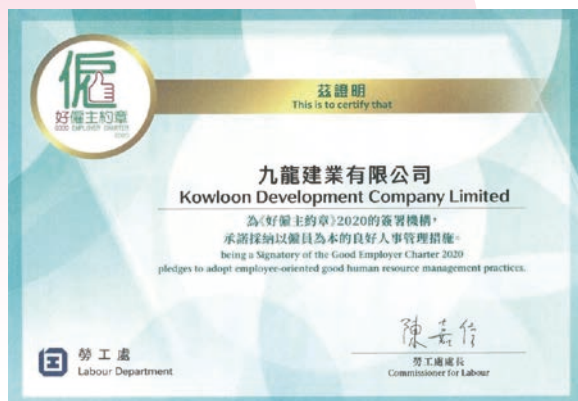 僱
好僱主約章
GOOD EMPLOYER CHARTER
2020
茲證明
This is to certify that
九龍建業有限公司
Kowloon Development Company Limited
為《好僱主約章》2020的簽署機構，
承諾採納以僱員為本的良好人事管理措施。
being a Signatory of the Good Employer Charter 2020
pledges to adopt employee-oriented good human resource management practices.
陳嘉信
勞工處
Labour Department
勞工處處長
Commissioner for Labour